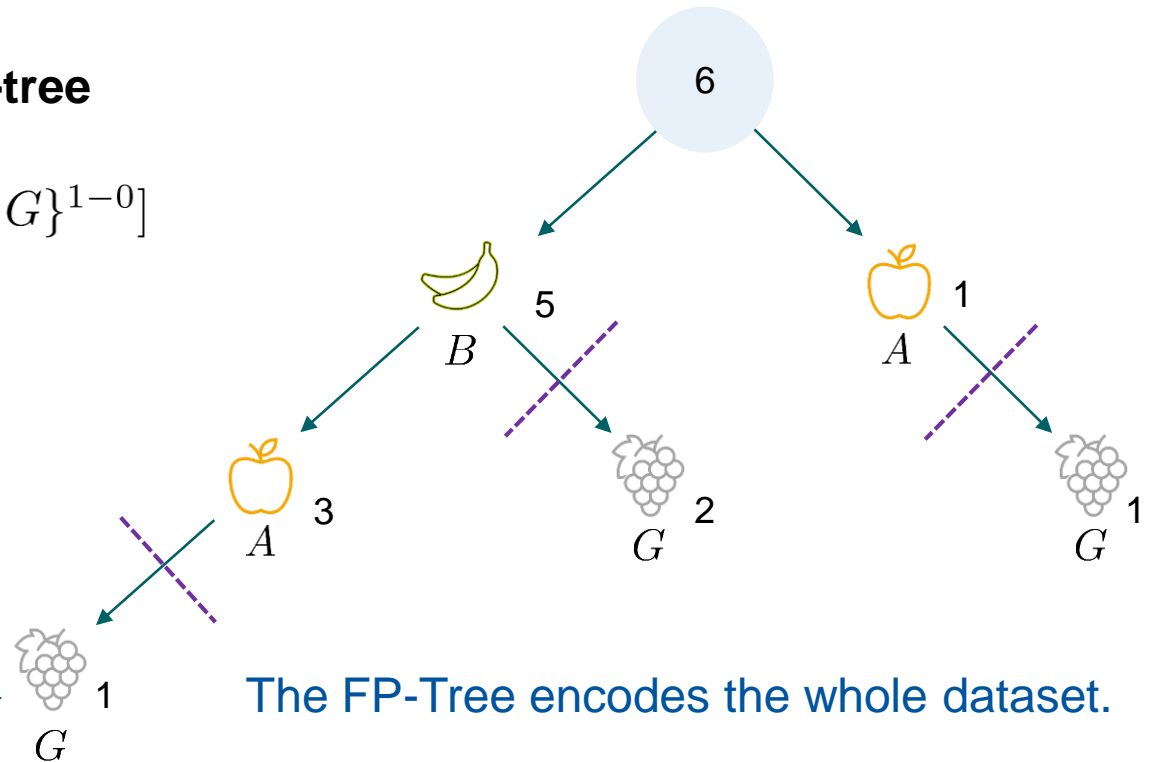 -tree
6
G}^{1−0}]
B
5
A
1
A
3
G
2
G
1
G
1
The FP-Tree encodes the whole dataset.